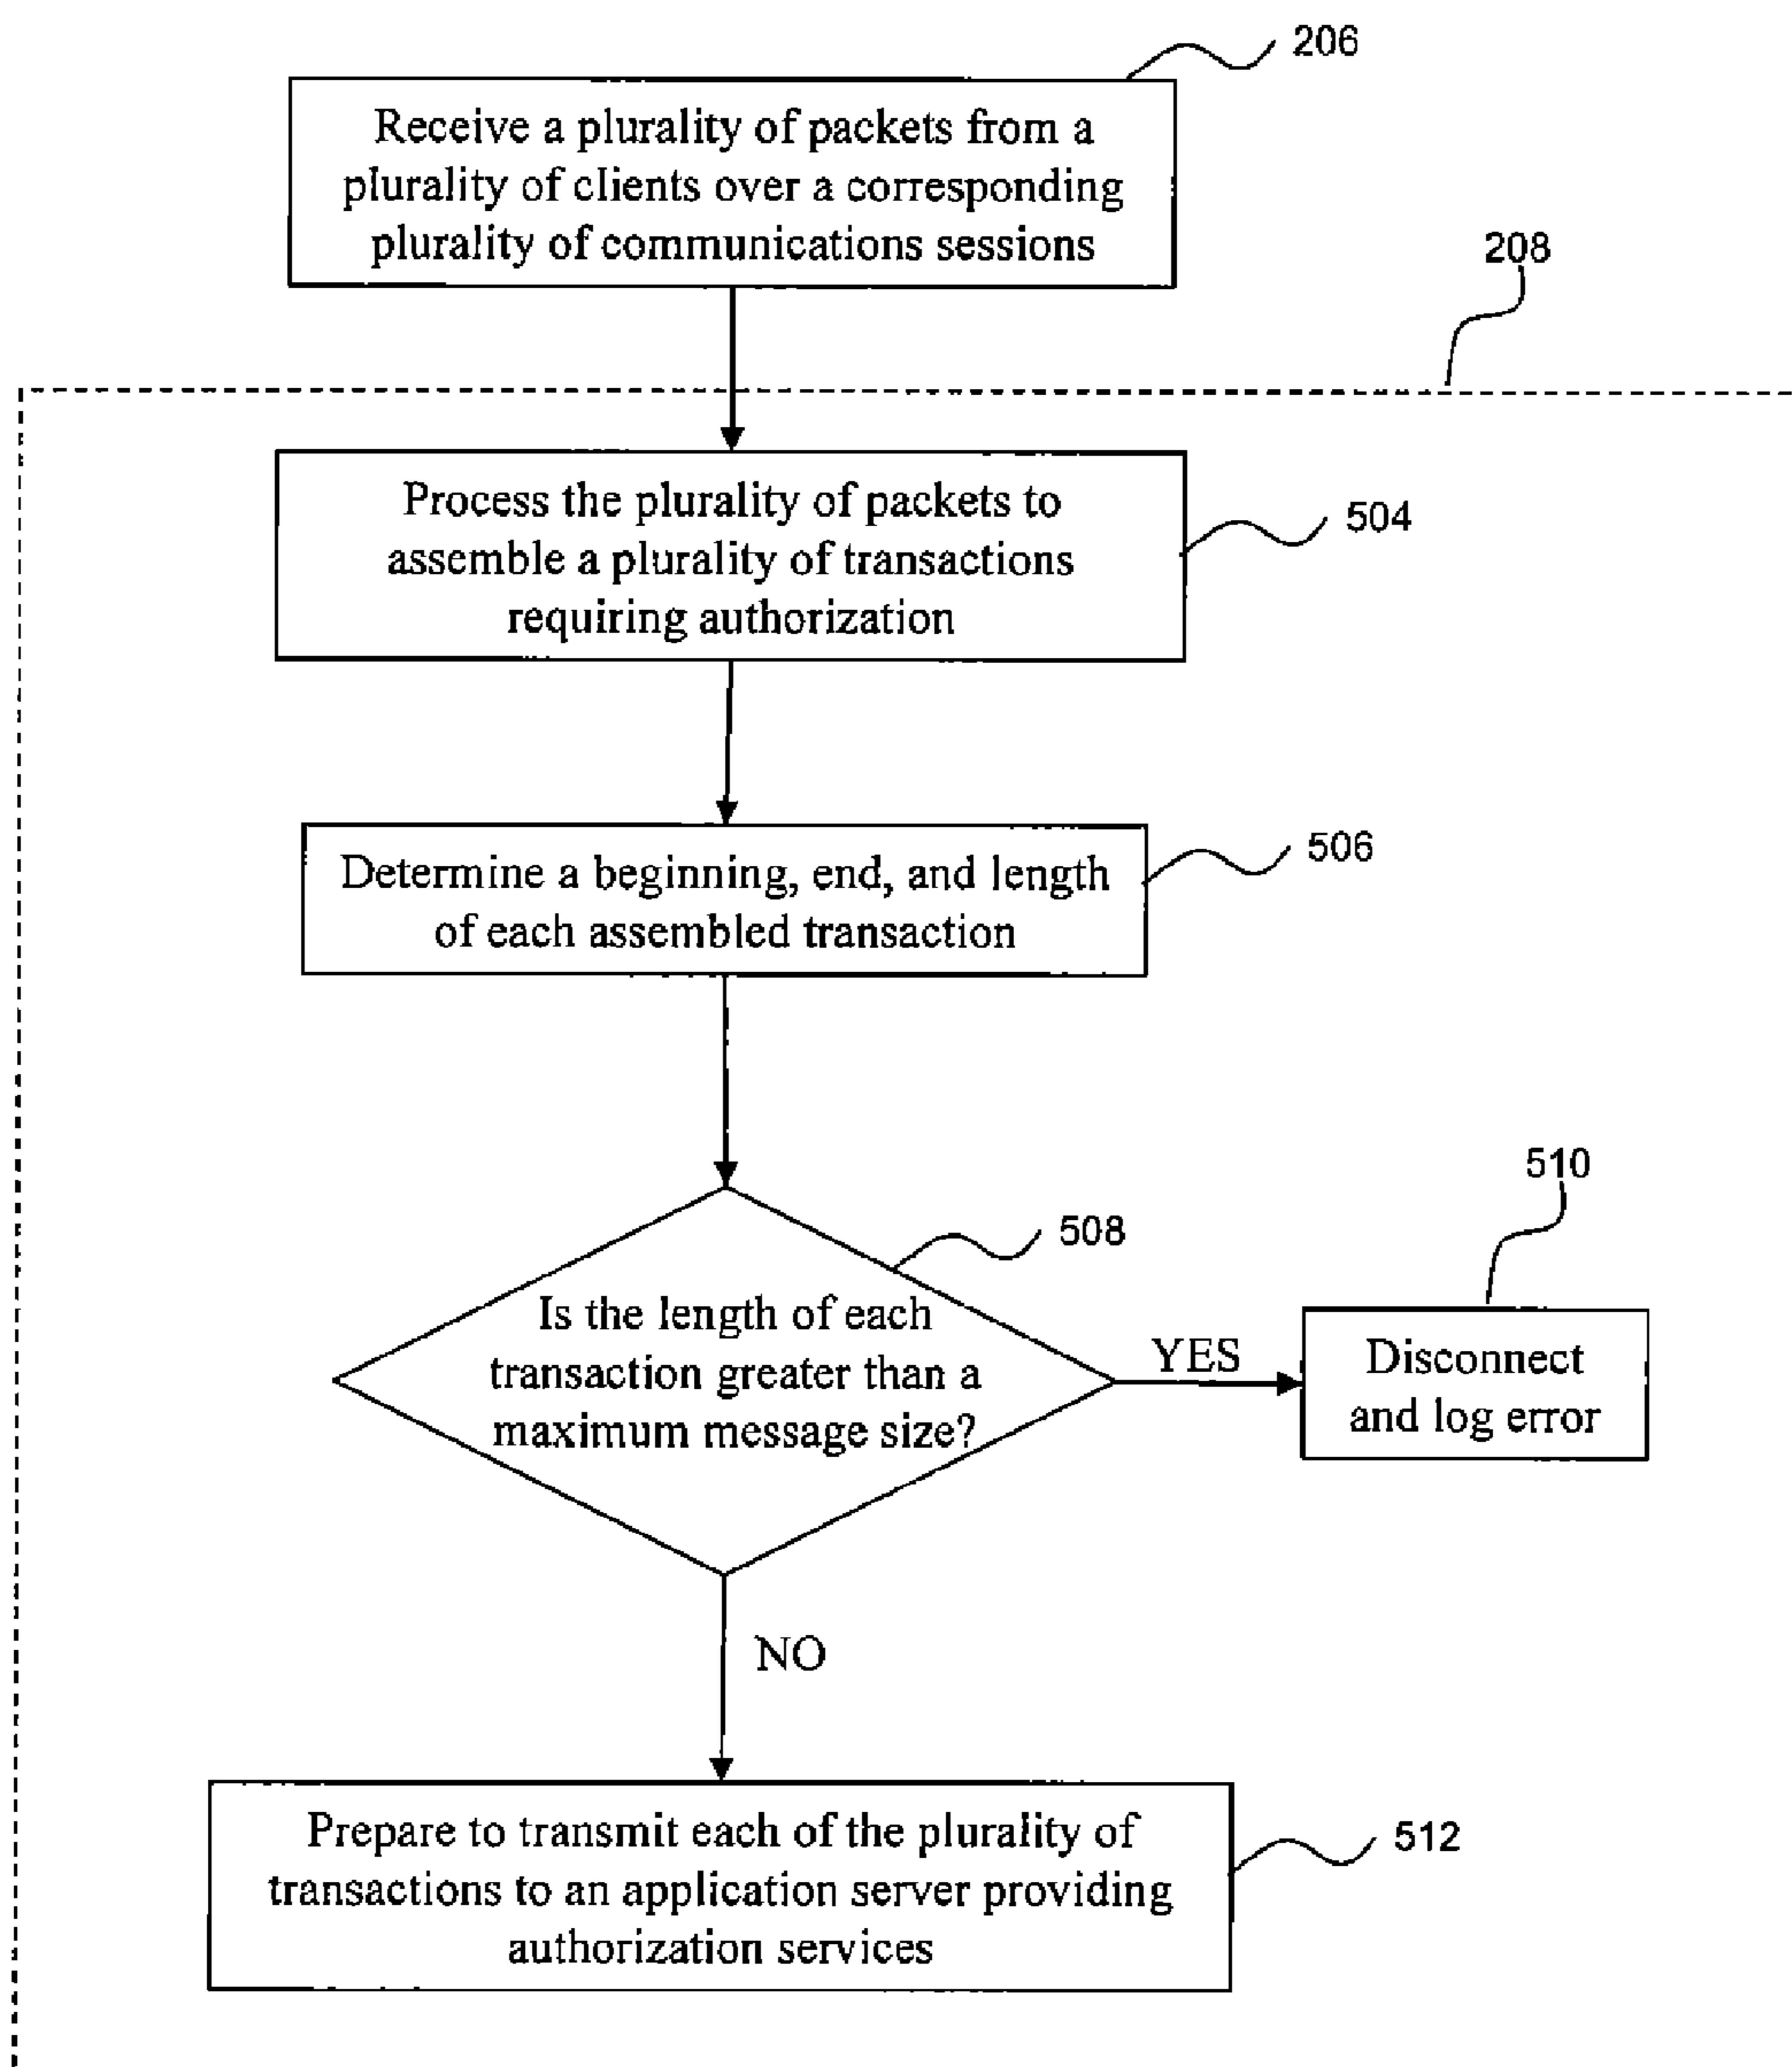 206
Receive a plurality of packets from a
plurality of clients over a corresponding
plurality of communications sessions
208
Process the plurality of packets to
assemble a plurality of transactions
requiring authorization
504
Determine a beginning, end, and length
of each assembled transaction
506
508
Is the length of each
transaction greater than a
maximum message size?
YES
510
Disconnect
and log error
NO
Prepare to transmit each of the plurality of
transactions to an application server providing
authorization services
512